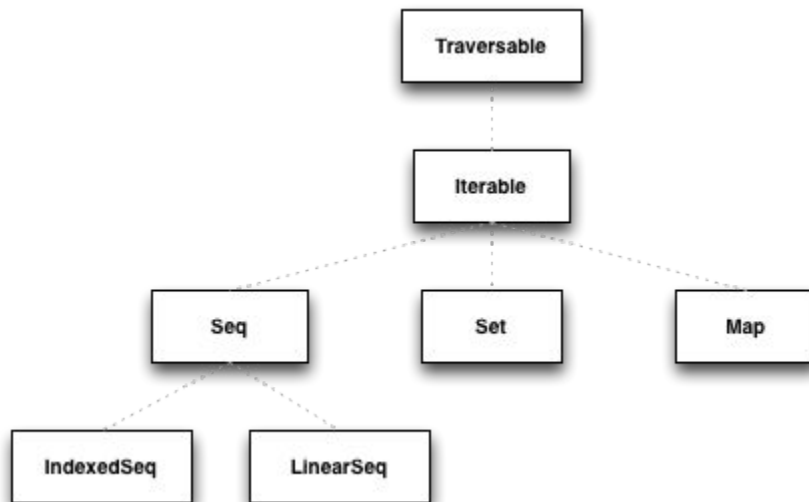 Traversable
Iterable
Seq
Set
Map
IndexedSeq
LinearSeq